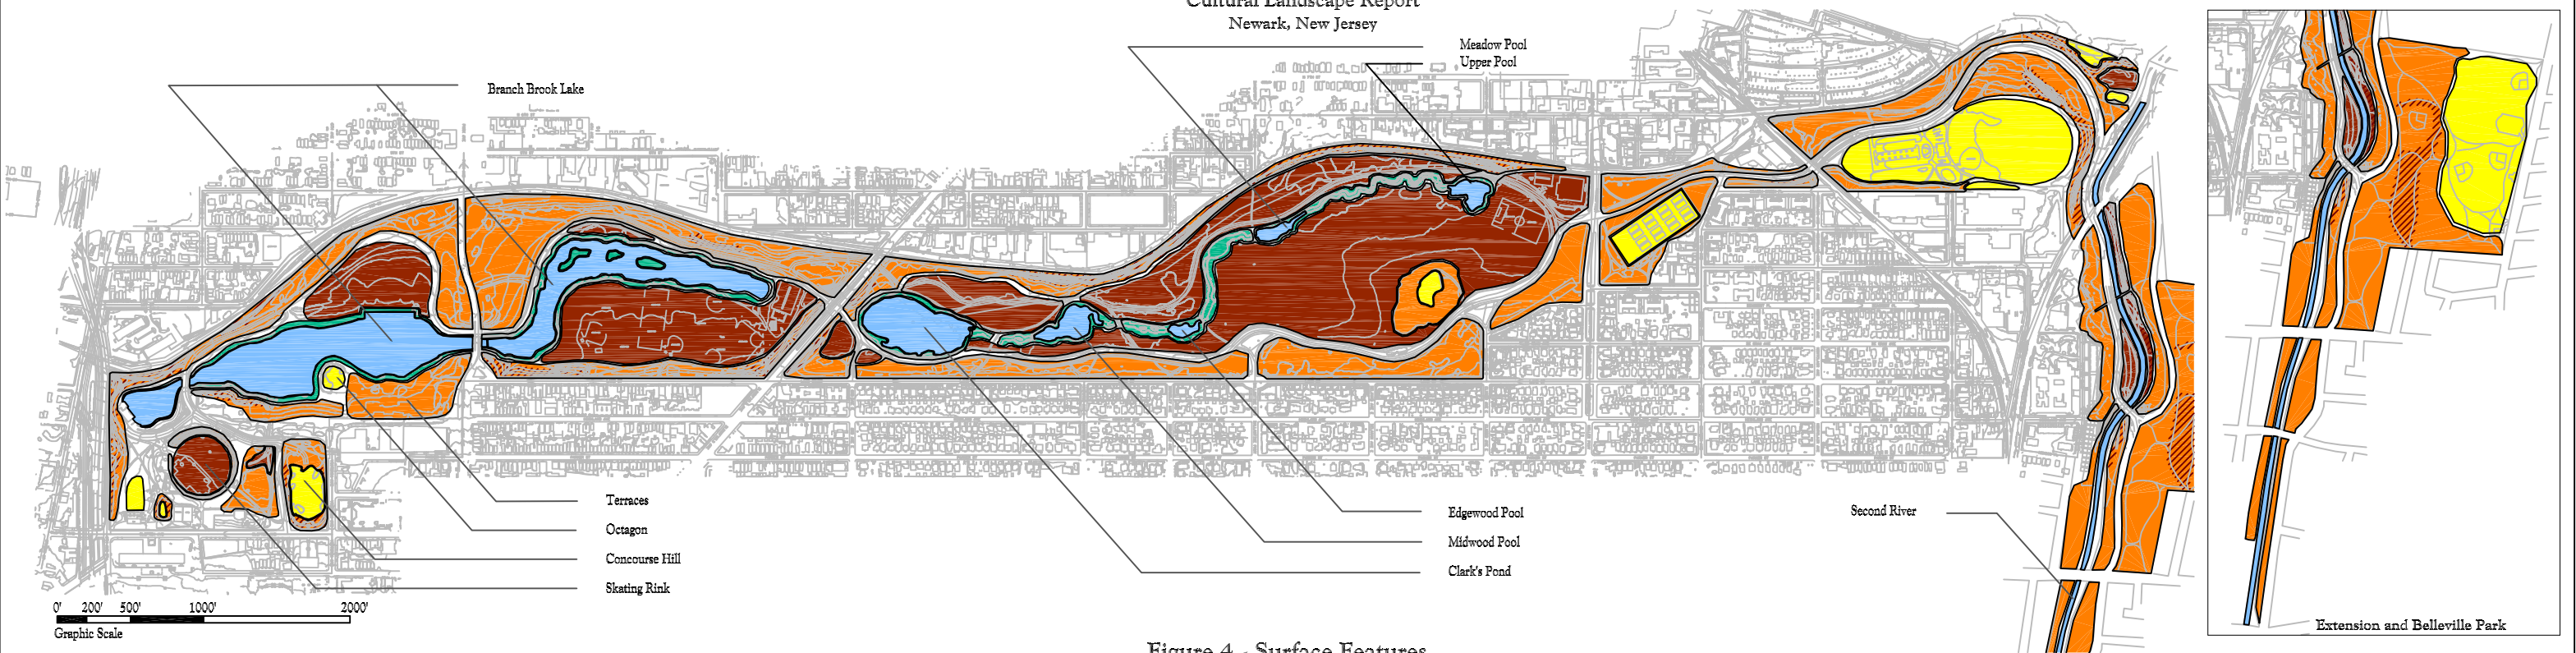 Cultural Landscape Report
Newark, New Jersey
Meadow Pool
Upper Pool
Branch Brook Lake
Terraces
Octagon
Concourse Hill
Skating Rink
Edgewood Pool
Midwood Pool
Clark's Pond
Second River
0' 200' 500' 1000' 2000'
Graphic Scale
Extension and Belleville Park
Figure 4 - Surface Features